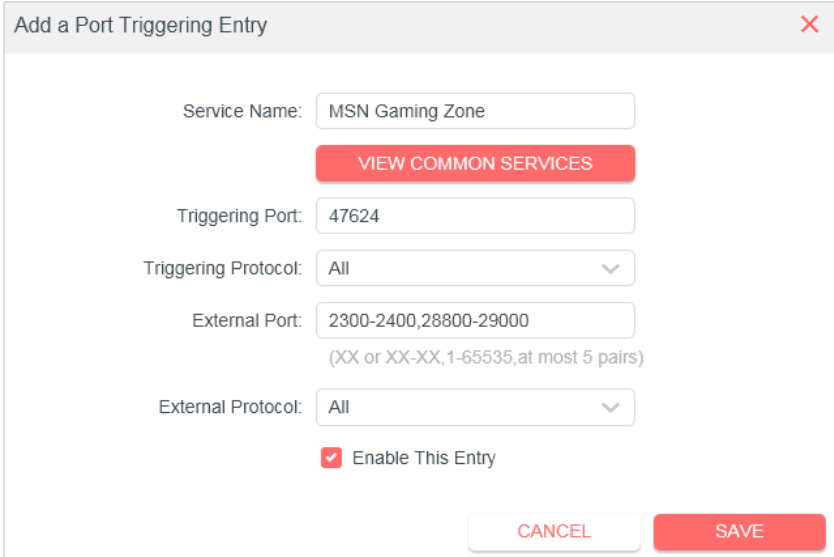 Add a Port Triggering Entry
Service Name: MSN Gaming Zone
VIEW COMMON SERVICES
Triggering Port: 47624
Triggering Protocol: All
External Port: 2300-2400,28800-29000
(XX or XX-XX,1-65535,at most 5 pairs)
External Protocol: All
Enable This Entry
CANCEL SAVE